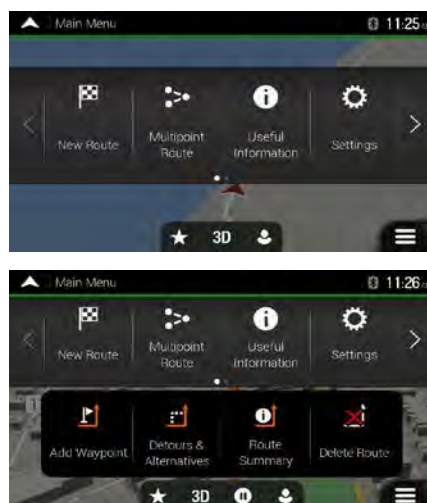 Main Menu 11:25
New Route
Multipoint Route
Useful Information
Settings
3D
Main Menu 11:26
New Route
Multipoint Route
Useful Information
Settings
Add Waypoint
Detours & Alternatives
Route Summary
Delete Route
3D